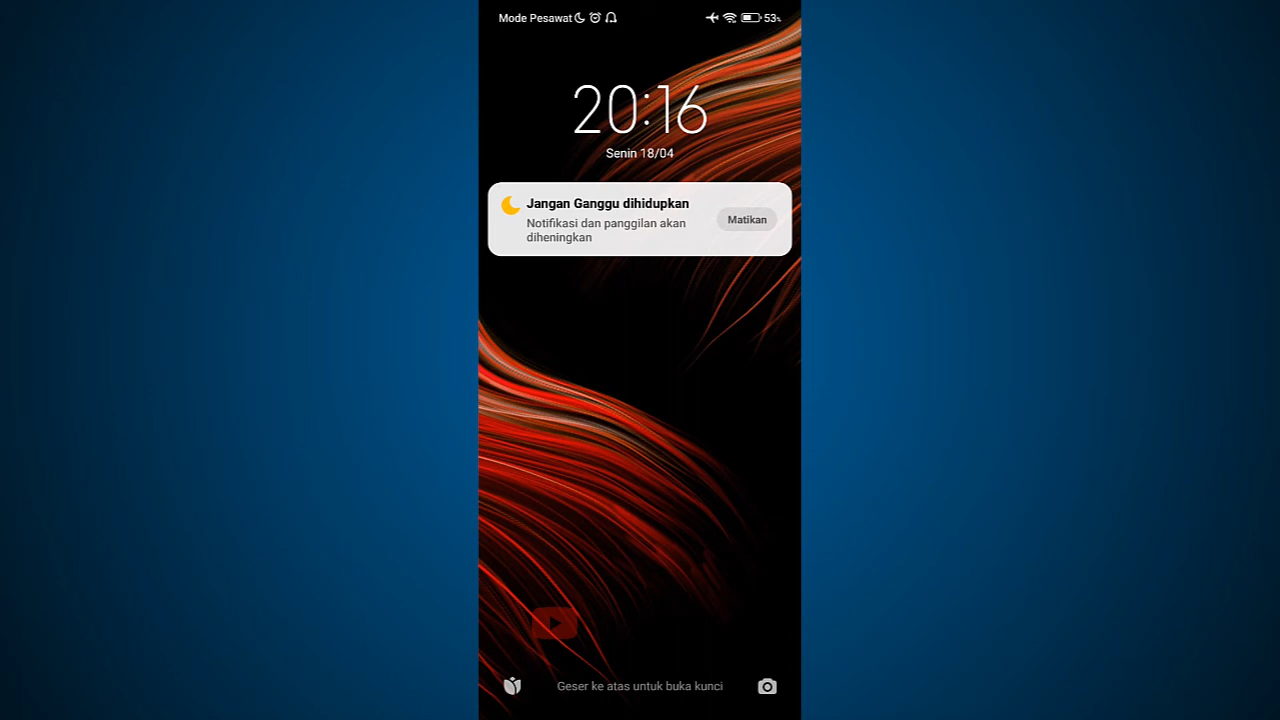 Mode Pesawat 53%
20:16
Senin 18/04
Jangan Ganggu dihidupkan
Notifikasi dan panggilan akan
diheningkan
Matikan
Geser ke atas untuk buka kunci